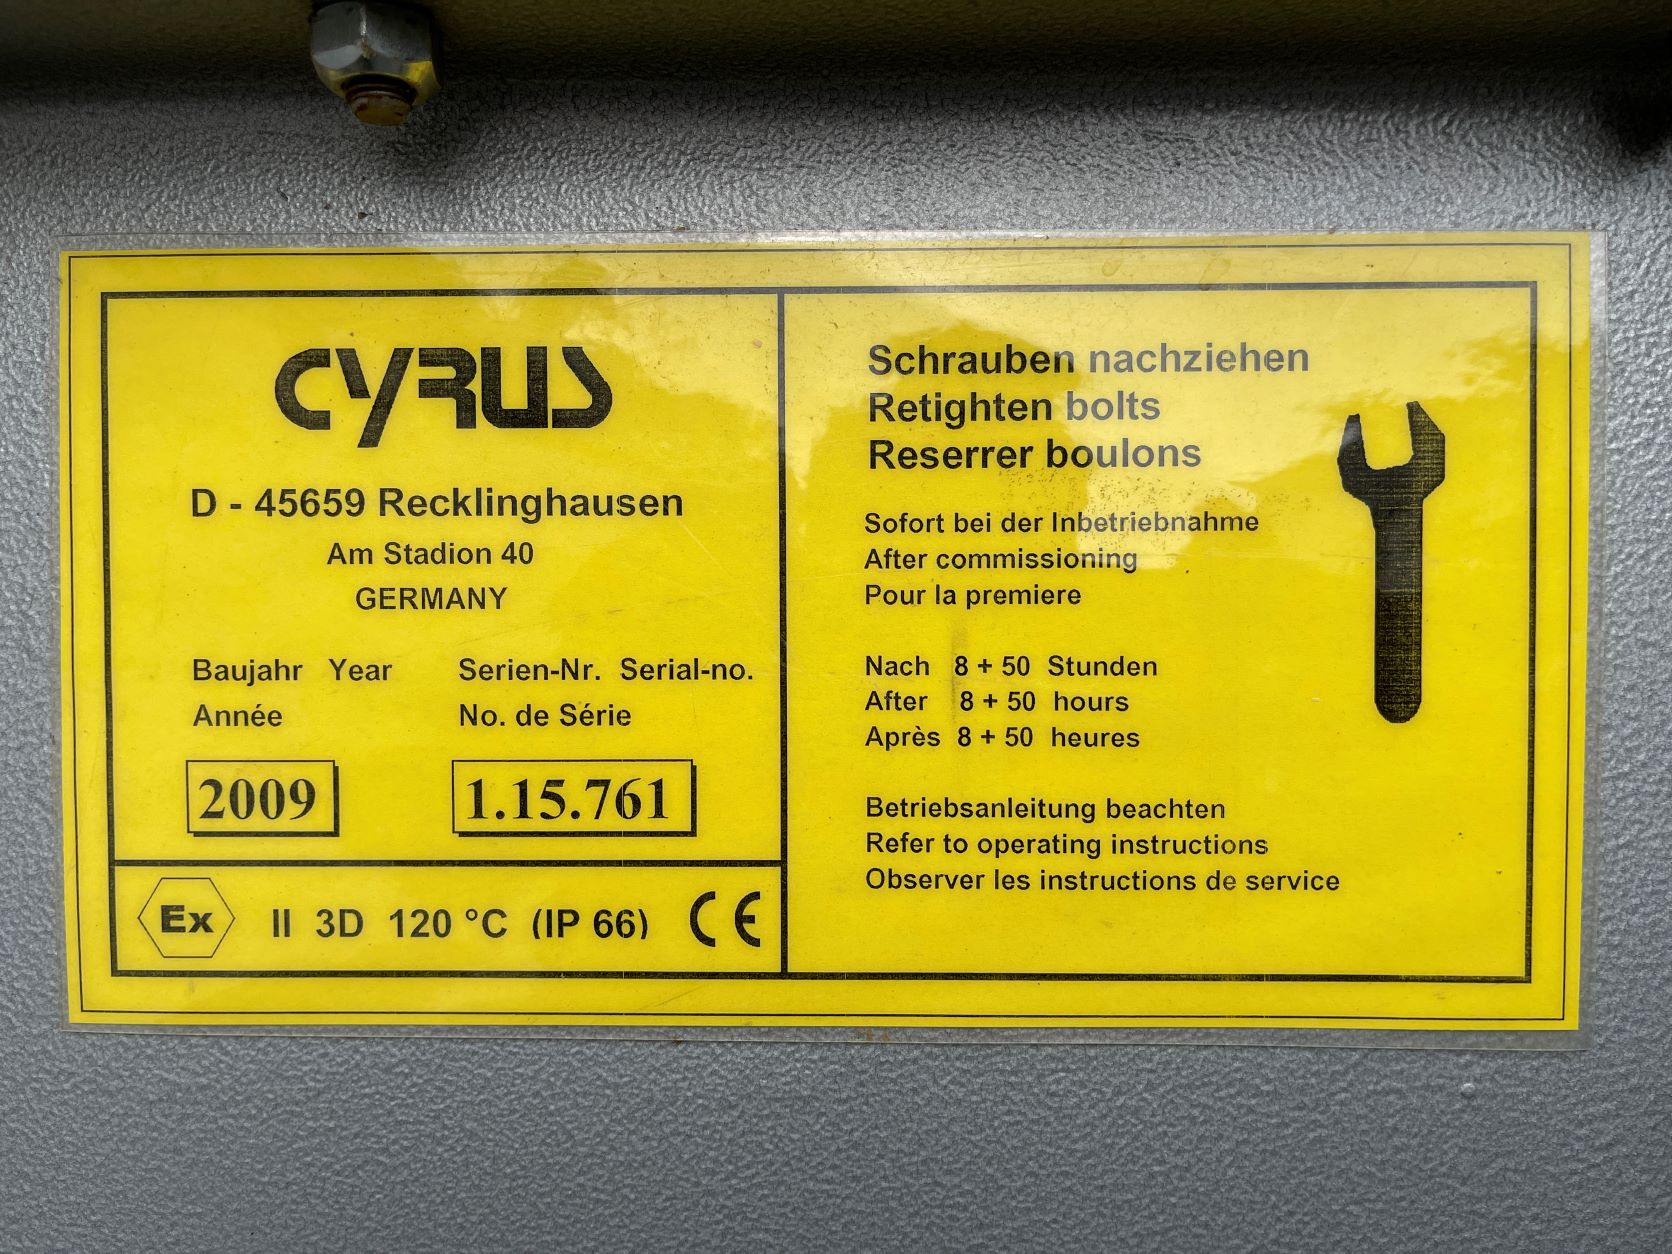 CYRUS
D - 45659 Recklinghausen
Am Stadion 40
GERMANY
Baujahr Year
Année
2009
Serien-Nr. Serial-no.
No. de Série
1.15.761
Ex II 3D 120 °C (IP 66) CE
Schrauben nachziehen
Retighten bolts
Reserrer boulons
Sofort bei der Inbetriebnahme
After commissioning
Pour la premiere
Nach 8 + 50 Stunden
After 8 + 50 hours
Après 8 + 50 heures
Betriebsanleitung beachten
Refer to operating instructions
Observer les instructions de service